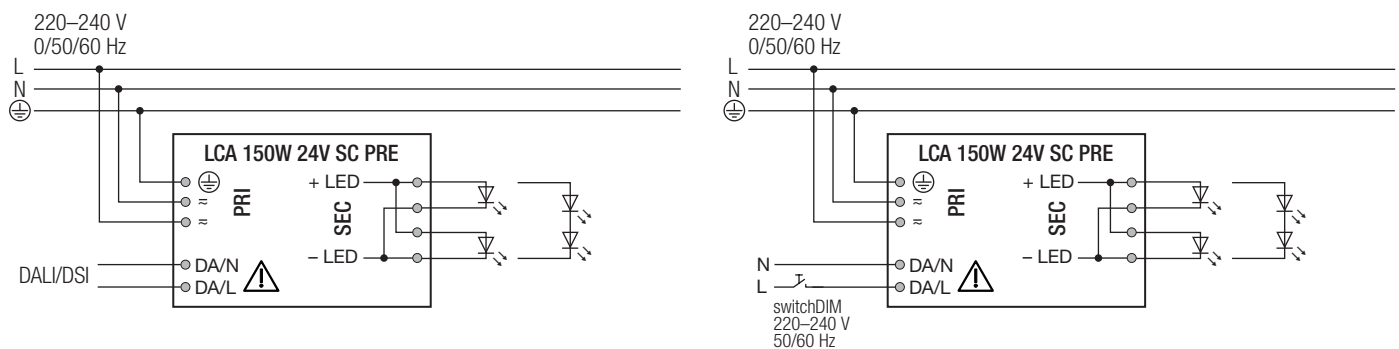 220–240 V
0/50/60 Hz
L
N
LCA 150W 24V SC PRE
+ LED
≈
PRI
SEC
≈
– LED
DALI/DSI
DA/N
DA/L
220–240 V
0/50/60 Hz
L
N
LCA 150W 24V SC PRE
+ LED
≈
PRI
SEC
≈
– LED
N
DA/N
L
DA/L
switchDIM
220–240 V
50/60 Hz